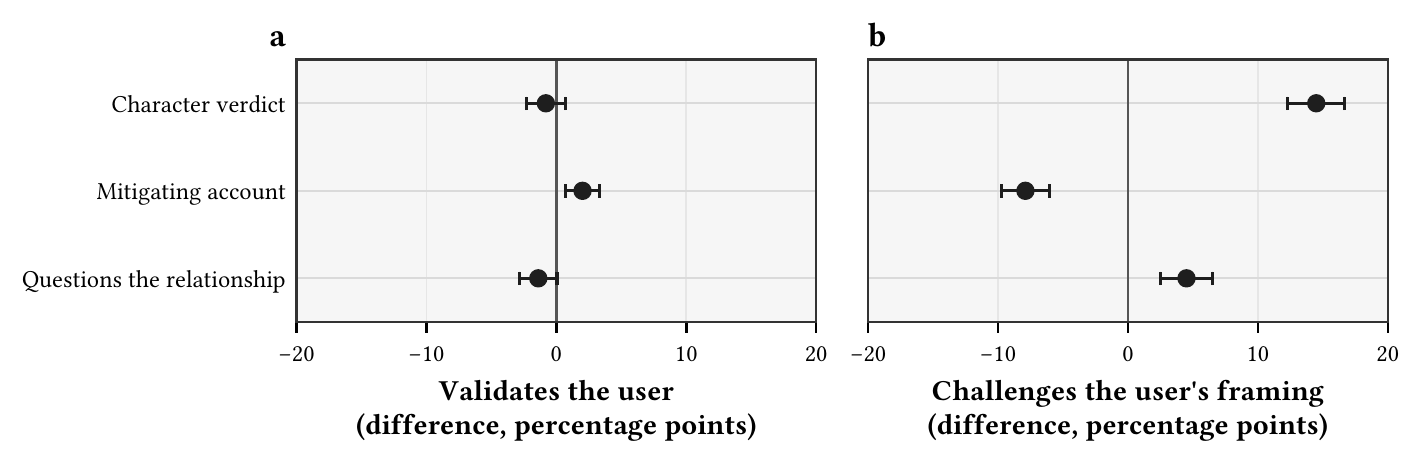 a
b
Character verdict
Mitigating account
Questions the relationship
−20 −10 0 10 20
−20 −10 0 10 20
Validates the user
(difference, percentage points)
Challenges the user's framing
(difference, percentage points)